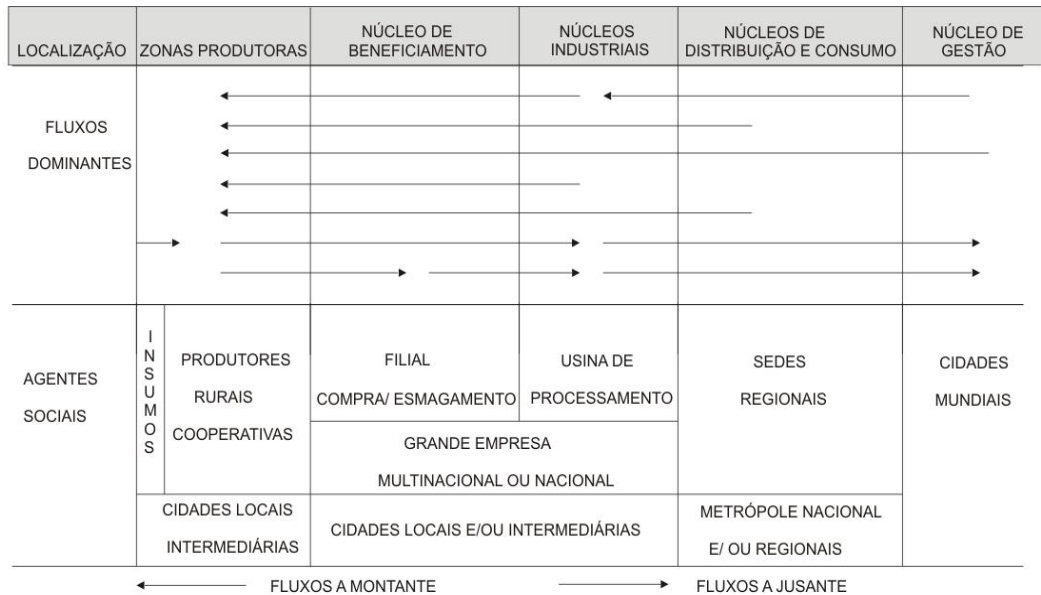 LOCALIZAÇÃO
ZONAS PRODUTORAS
NÚCLEO DE
BENEFICIAMENTO
NÚCLEOS
INDUSTRIAIS
NÚCLEOS DE
DISTRIBUIÇÃO E CONSUMO
NÚCLEO DE
GESTÃO
FLUXOS
DOMINANTES
AGENTES
SOCIAIS
INSUMOS
PRODUTORES
RURAIS
COOPERATIVAS
FILIAL
COMPRA/ ESMAGAMENTO
USINA DE
PROCESSAMENTO
GRANDE EMPRESA
MULTINACIONAL OU NACIONAL
SEDES
REGIONAIS
CIDADES
MUNDIAIS
CIDADES LOCAIS
INTERMEDIÁRIAS
CIDADES LOCAIS E/OU INTERMEDIÁRIAS
METRÓPOLE NACIONAL
E/ OU REGIONAIS
FLUXOS A MONTANTE
FLUXOS A JUSANTE